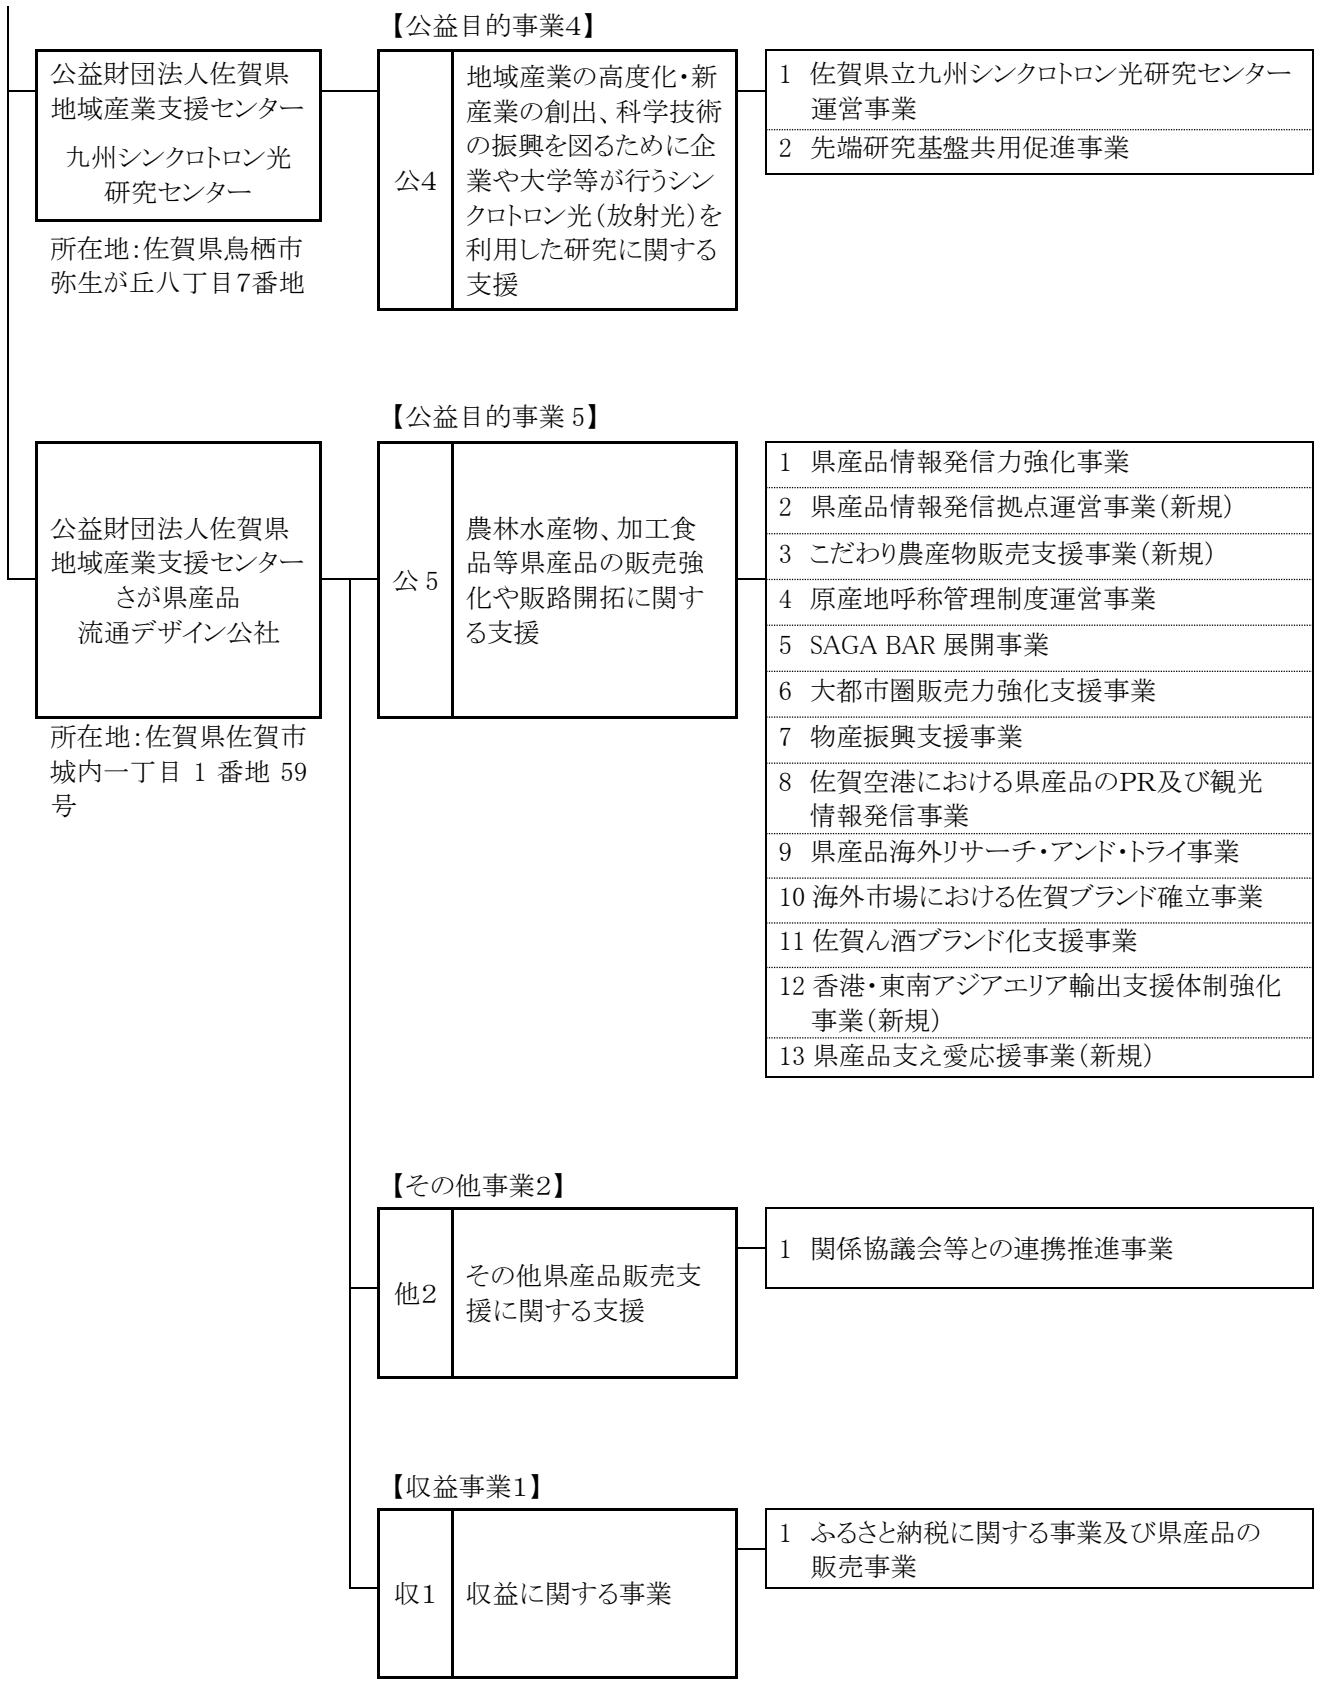 【公益目的事業4】
公益財団法人佐賀県
地域産業支援センター
九州シンクロトロン光
研究センター
所在地:佐賀県鳥栖市
弥生が丘八丁目7番地
公4
地域産業の高度化・新
産業の創出、科学技術
の振興を図るために企
業や大学等が行うシン
クロトロン光(放射光)を
利用した研究に関する
支援
1 佐賀県立九州シンクロトロン光研究センター
運営事業
2 先端研究基盤共用促進事業
【公益目的事業 5】
公益財団法人佐賀県
地域産業支援センター
さが県産品
流通デザイン公社
所在地:佐賀県佐賀市
城内一丁目 1 番地 59
号
公 5
農林水産物、加工食
品等県産品の販売強
化や販路開拓に関す
る支援
1 県産品情報発信力強化事業
2 県産品情報発信拠点運営事業(新規)
3 こだわり農産物販売支援事業(新規)
4 原産地呼称管理制度運営事業
5 SAGA BAR 展開事業
6 大都市圏販売力強化支援事業
7 物産振興支援事業
8 佐賀空港における県産品のPR及び観光
情報発信事業
9 県産品海外リサーチ・アンド・トライ事業
10 海外市場における佐賀ブランド確立事業
11 佐賀ん酒ブランド化支援事業
12 香港・東南アジアエリア輸出支援体制強化
事業(新規)
13 県産品支え愛応援事業(新規)
【その他事業2】
他2
その他県産品販売支
援に関する支援
1 関係協議会等との連携推進事業
【収益事業1】
収1
収益に関する事業
1 ふるさと納税に関する事業及び県産品の
販売事業